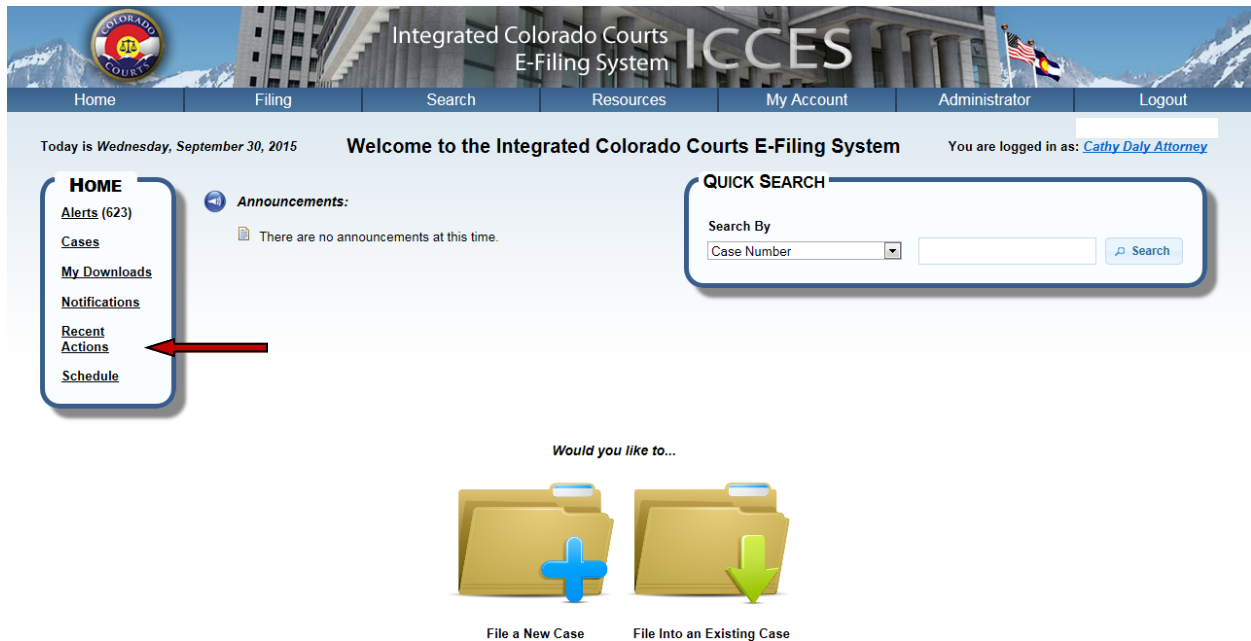 COLORADO
COURTS
Integrated Colorado Courts
E-Filing System
ICCES
Home Filing Search Resources My Account Administrator Logout
Today is Wednesday, September 30, 2015
Welcome to the Integrated Colorado Courts E-Filing System
You are logged in as: Cathy Daly Attorney
HOME
Alerts (623)
Cases
My Downloads
Notifications
Recent
Actions
Schedule
Announcements:
There are no announcements at this time.
QUICK SEARCH
Search By
Case Number
Search
Would you like to...
File a New Case
File Into an Existing Case